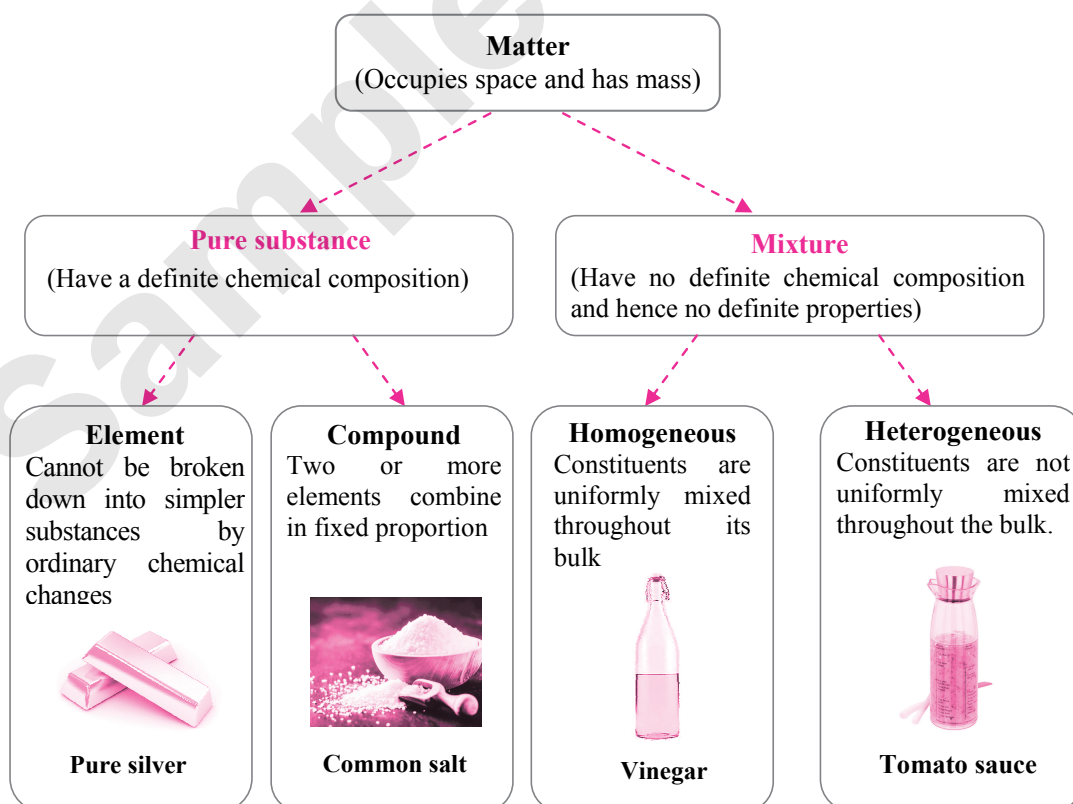 Sample
Matter
(Occupies space and has mass)
Pure substance
(Have a definite chemical composition)
Mixture
(Have no definite chemical composition
and hence no definite properties)
Element
Cannot be broken
down into simpler
substances by
ordinary chemical
changes
Pure silver
Compound
Two or more
elements combine
in fixed proportion
Common salt
Homogeneous
Constituents are
uniformly mixed
throughout its
bulk
Vinegar
Heterogeneous
Constituents are not
uniformly mixed
throughout the bulk.
Tomato sauce